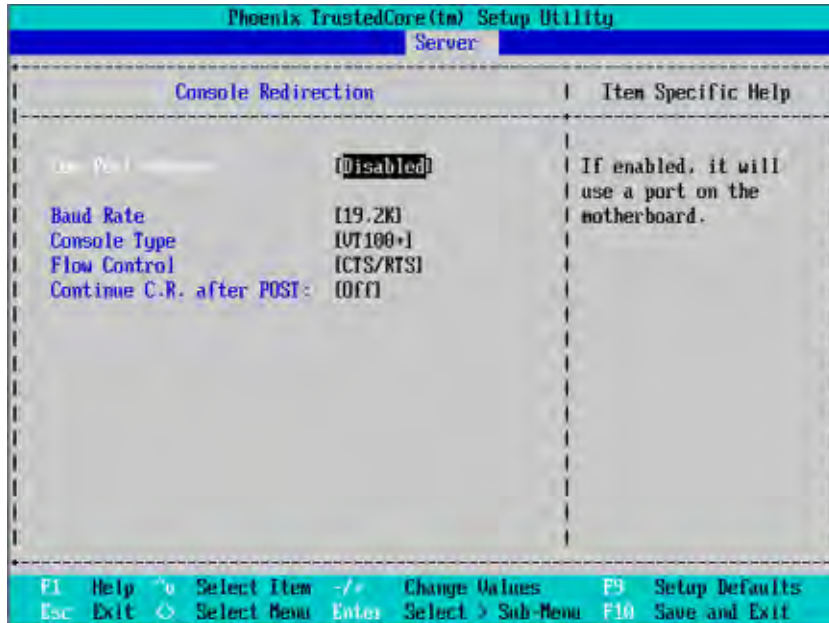 Phoenix TrustedCore(tm) Setup Utility
Server
Console Redirection
Item Specific Help
Com Port [Disabled]
If enabled, it will
use a port on the
motherboard.
Baud Rate [19.2K]
Console Type [VT100+]
Flow Control [CTS/RTS]
Continue C.R. after POST: [Off]
F1 Help Select Item -/+ Change Values F9 Setup Defaults
Esc Exit <> Select Menu Enter Select > Sub-Menu F10 Save and Exit